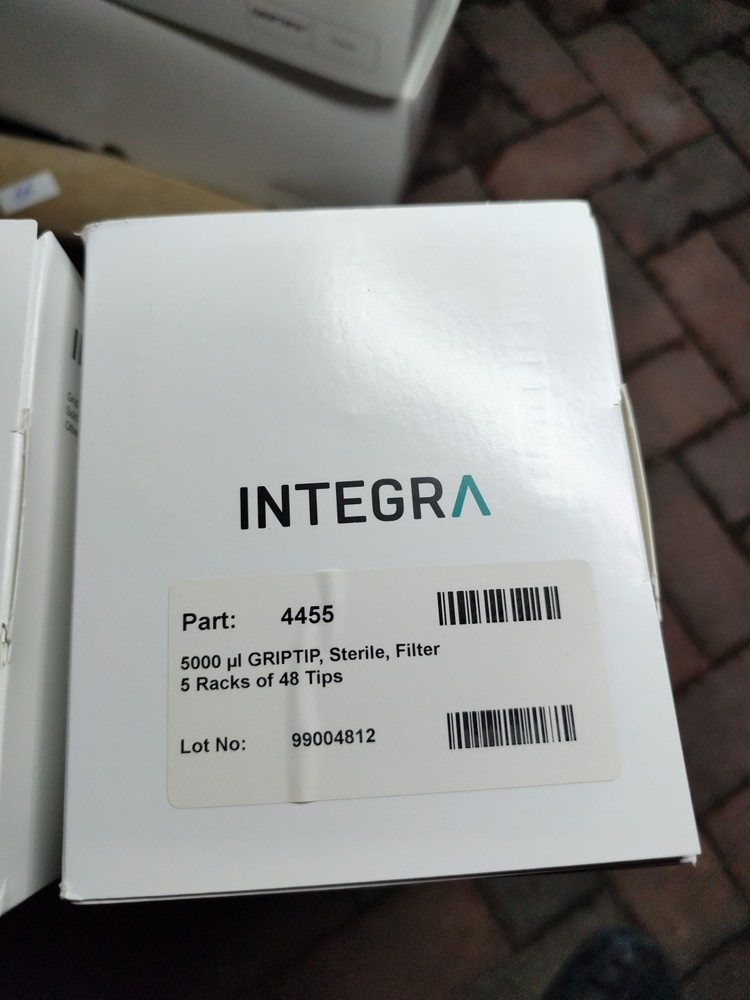 INTEGRA
Part: 4455
5000 µl GRIPTIP, Sterile, Filter
5 Racks of 48 Tips
Lot No: 99004812